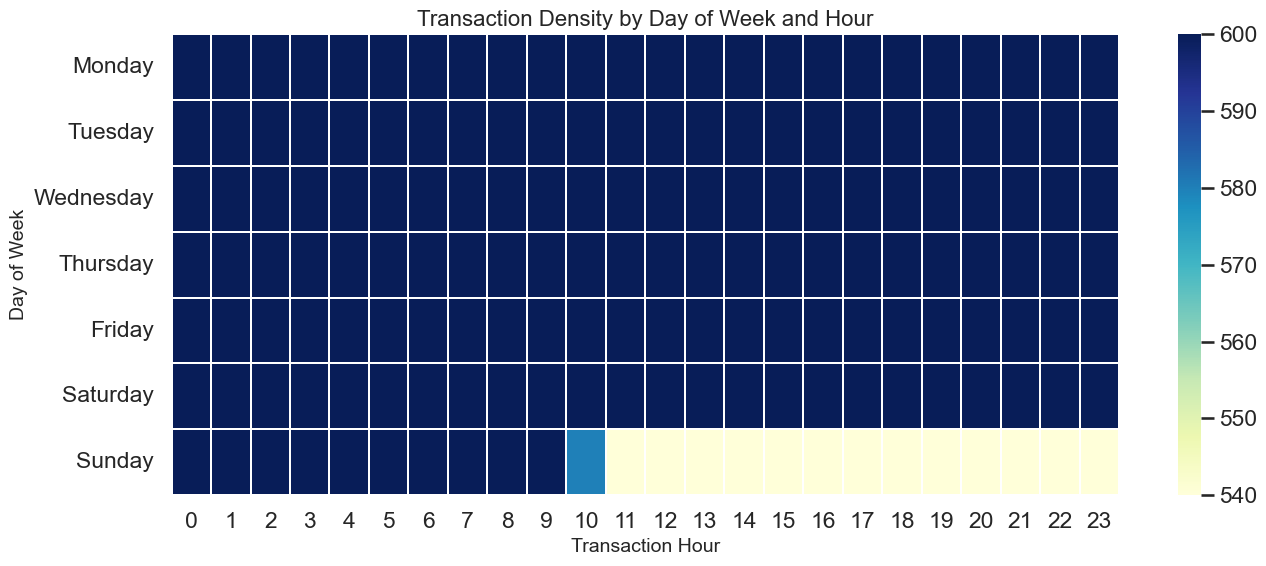 Transaction Density by Day of Week and Hour
Day of Week
Monday
Tuesday
Wednesday
Thursday
Friday
Saturday
Sunday
0 1 2 3 4 5 6 7 8 9 10 11 12 13 14 15 16 17 18 19 20 21 22 23
Transaction Hour
600
590
580
570
560
550
540